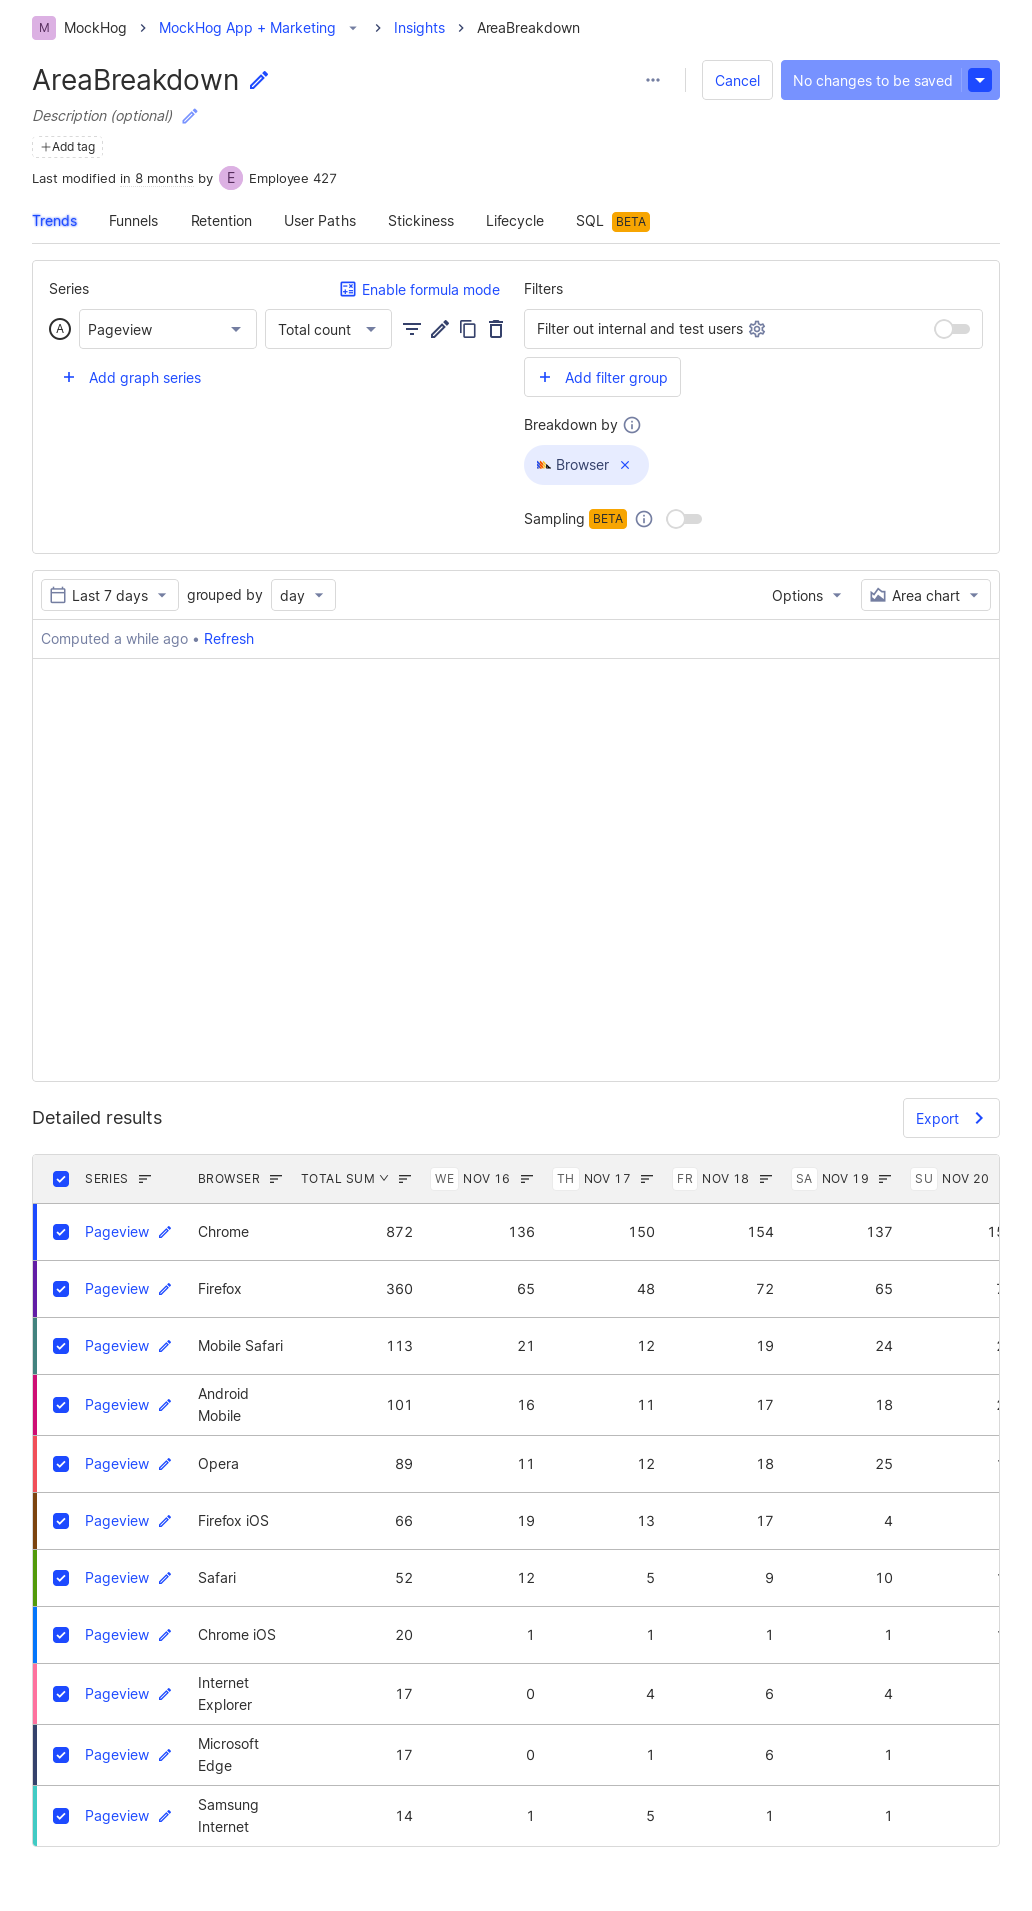 M MockHog MockHog App + Marketing Insights AreaBreakdown
AreaBreakdown Cancel No changes to be saved
Description (optional)
Add tag
Last modified in 8 months by E Employee 427
Trends Funnels Retention User Paths Stickiness Lifecycle SQL BETA
Series Enable formula mode
A Pageview Total count
Add graph series
Filters
Filter out internal and test users
Add filter group
Breakdown by
Browser
Sampling BETA
Last 7 days grouped by day Options Area chart
Computed a while ago • Refresh
Detailed results Export
SERIES BROWSER TOTAL SUM WE NOV 16 TH NOV 17 FR NOV 18 SA NOV 19 SU NOV 20
Pageview Chrome 872 136 150 154 137
Pageview Firefox 360 65 48 72 65
Pageview Mobile Safari 113 21 12 19 24
Pageview Android Mobile 101 16 11 17 18
Pageview Opera 89 11 12 18 25
Pageview Firefox iOS 66 19 13 17 4
Pageview Safari 52 12 5 9 10
Pageview Chrome iOS 20 1 1 1 1
Pageview Internet Explorer 17 0 4 6 4
Pageview Microsoft Edge 17 0 1 6 1
Pageview Samsung Internet 14 1 5 1 1